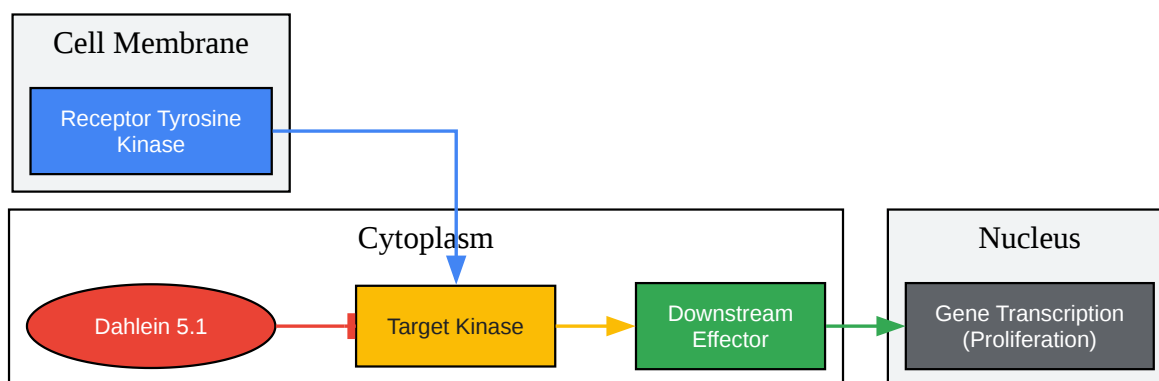 Cell Membrane
Receptor Tyrosine
Kinase
Cytoplasm
Dahlein 5.1
Target Kinase
Downstream
Effector
Nucleus
Gene Transcription
(Proliferation)